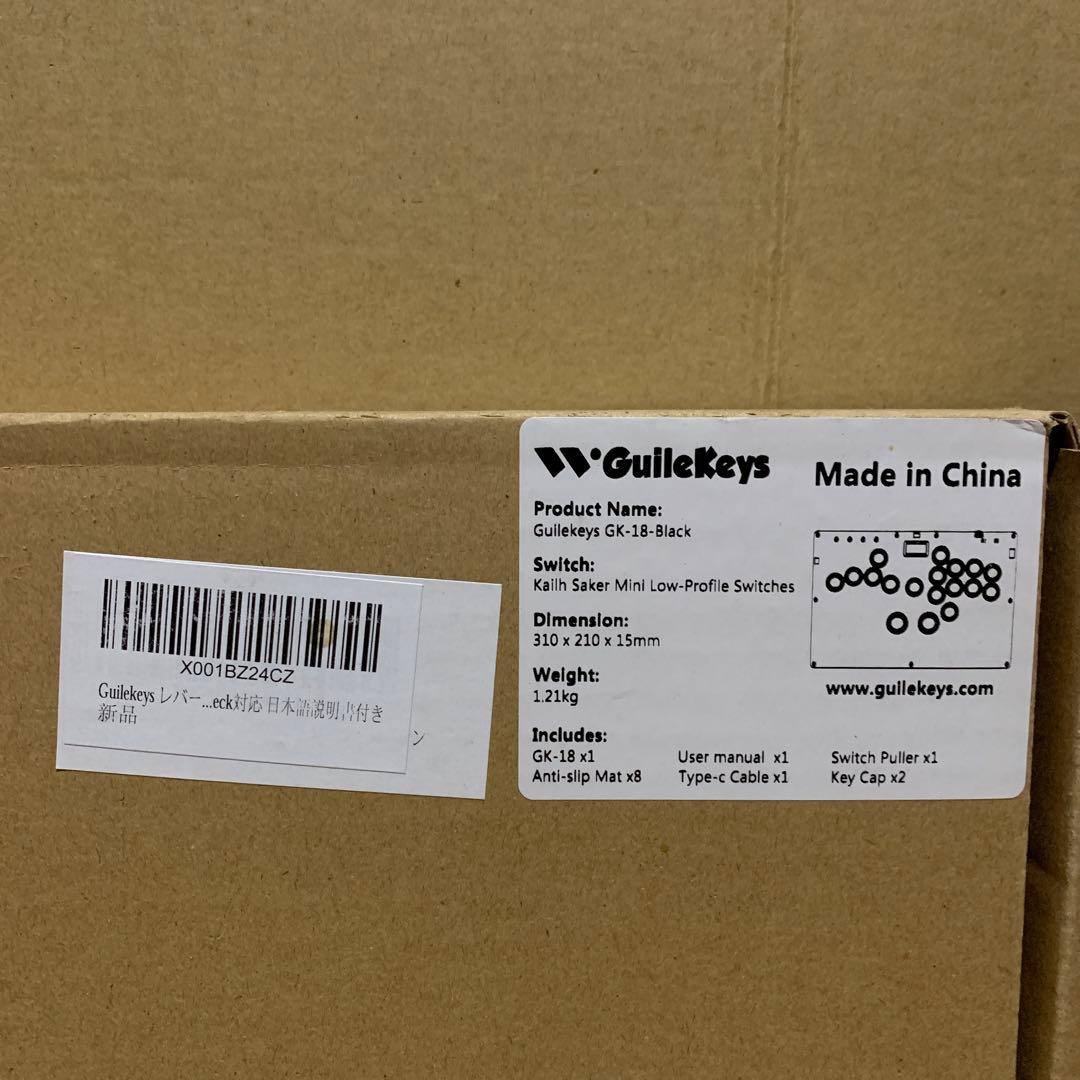 GuileKeys
Made in China
Product Name:
Guilekeys GK-18-Black
Switch:
Kailh Saker Mini Low-Profile Switches
Dimension:
310 x 210 x 15mm
Weight:
1.21kg
www.guilekeys.com
Includes:
GK-18 x1 User manual x1 Switch Puller x1
Anti-slip Mat x8 Type-c Cable x1 Key Cap x2
X001BZ24CZ
Guilekeys レバー...eck対応 日本語説明書付き
新品
ン